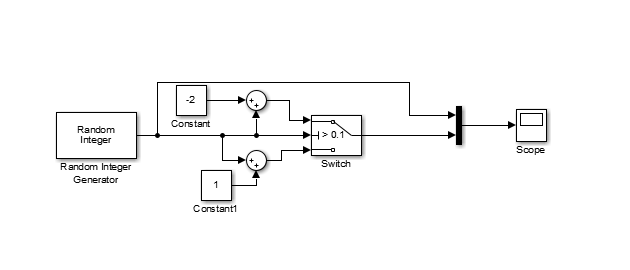 -2
Constant
Random
Integer
Random Integer
Generator
> 0.1
Switch
1
Constant1
Scope